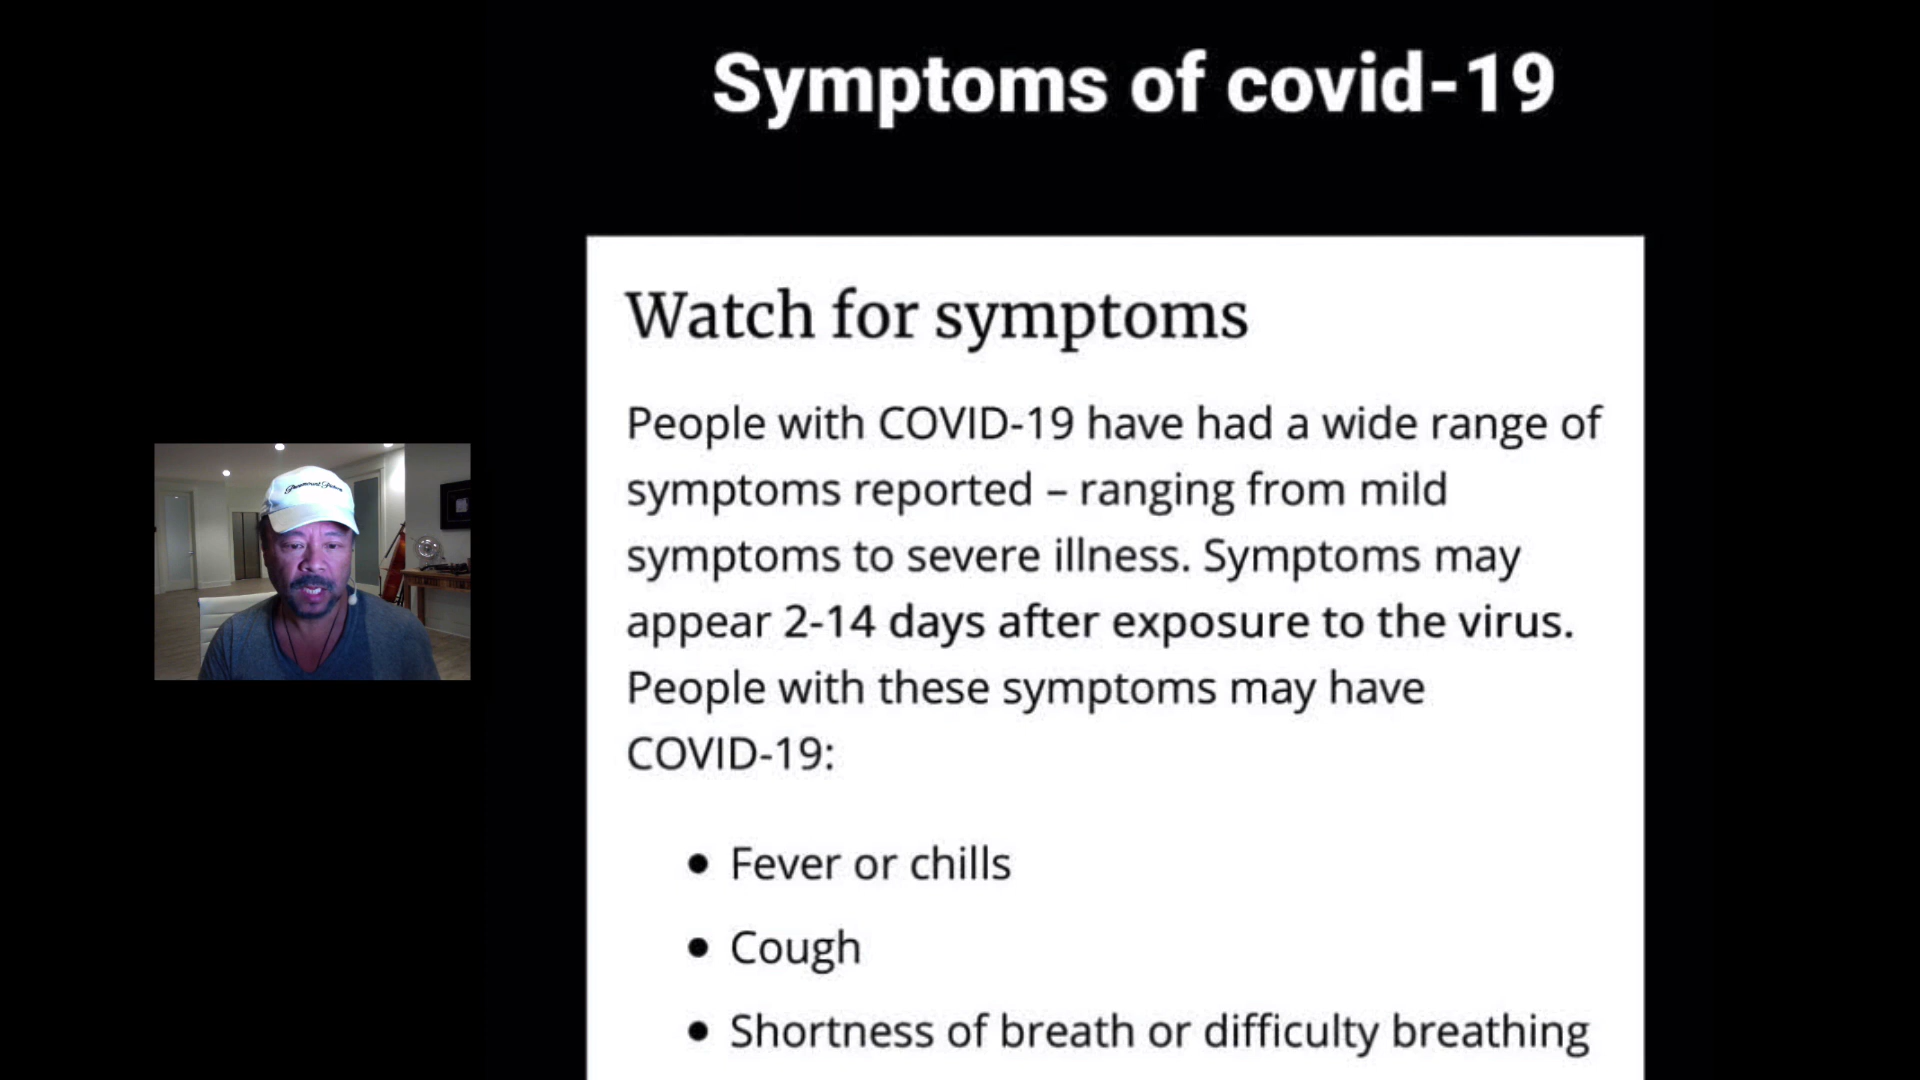 Symptoms of covid-19
Watch for symptoms
People with COVID-19 have had a wide range of
symptoms reported – ranging from mild
symptoms to severe illness. Symptoms may
appear 2-14 days after exposure to the virus.
People with these symptoms may have
COVID-19:
• Fever or chills
• Cough
• Shortness of breath or difficulty breathing
Paramount Pictures